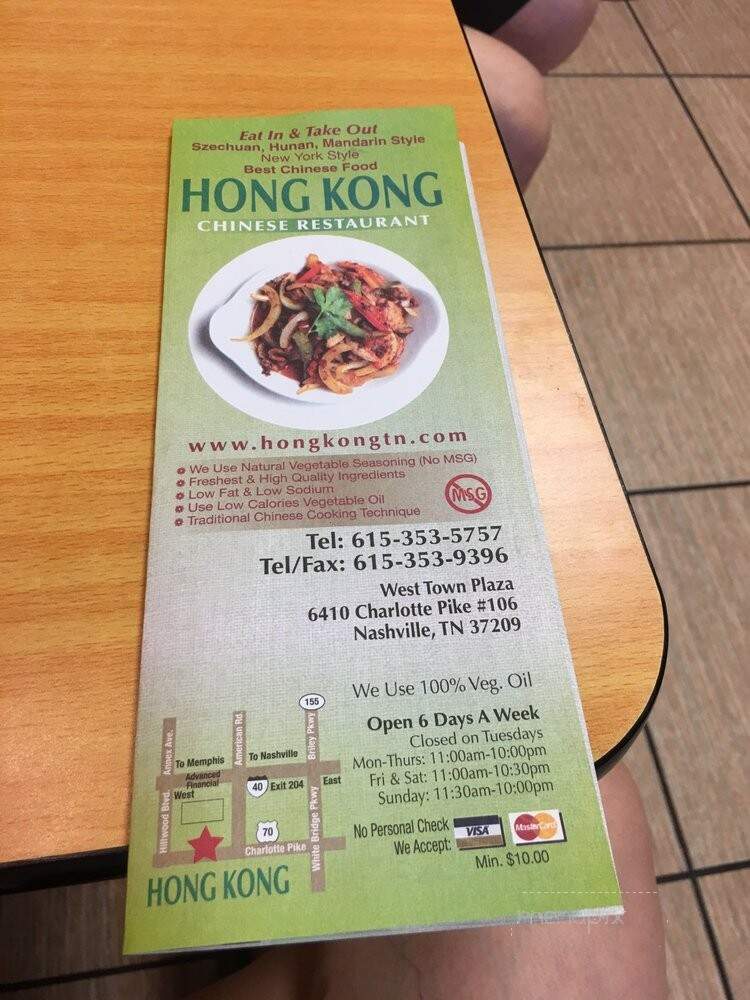 Eat In & Take Out
Szechuan, Hunan, Mandarin Style
New York Style
Best Chinese Food
HONG KONG
CHINESE RESTAURANT
www.hongkongtn.com
We Use Natural Vegetable Seasoning (No MSG)
Freshest & High Quality Ingredients
Low Fat & Low Sodium
Use Low Calories Vegetable Oil
Traditional Chinese Cooking Technique
MSG
Tel: 615-353-5757
Tel/Fax: 615-353-9396
West Town Plaza
6410 Charlotte Pike #106
Nashville, TN 37209
We Use 100% Veg. Oil
Open 6 Days A Week
Closed on Tuesdays
Mon-Thurs: 11:00am-10:00pm
Fri & Sat: 11:00am-10:30pm
Sunday: 11:30am-10:00pm
No Personal Check
We Accept:
VISA
MasterCard
Min. $10.00
155
Annex Ave.
American Rd.
Briley Pkwy
To Memphis
To Nashville
Advanced
Financial
West
40
Exit 204
East
Hillwood Blvd.
70
Charlotte Pike
White Bridge Pkwy
HONG KONG